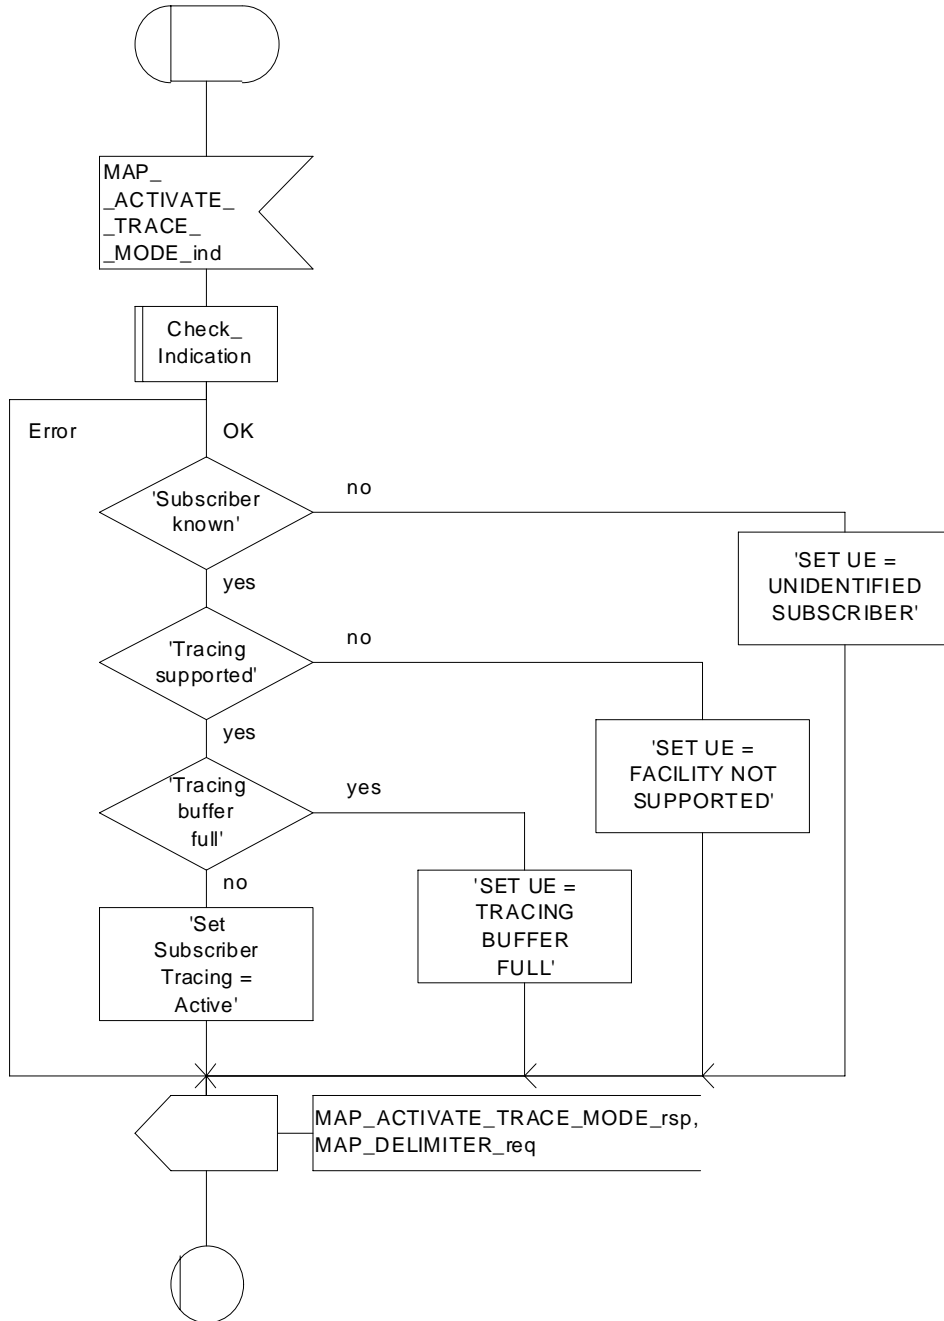 MAP_
_ACTIVATE_
_TRACE_
_MODE_ind
Check_
Indication
Error
OK
'Subscriber
known'
no
'SET UE =
UNIDENTIFIED
SUBSCRIBER'
yes
'Tracing
supported'
no
'SET UE =
FACILITY NOT
SUPPORTED'
yes
'Tracing
buffer
full'
yes
'SET UE =
TRACING
BUFFER
FULL'
no
'Set
Subscriber
Tracing =
Active'
MAP_ACTIVATE_TRACE_MODE_rsp,
MAP_DELIMITER_req